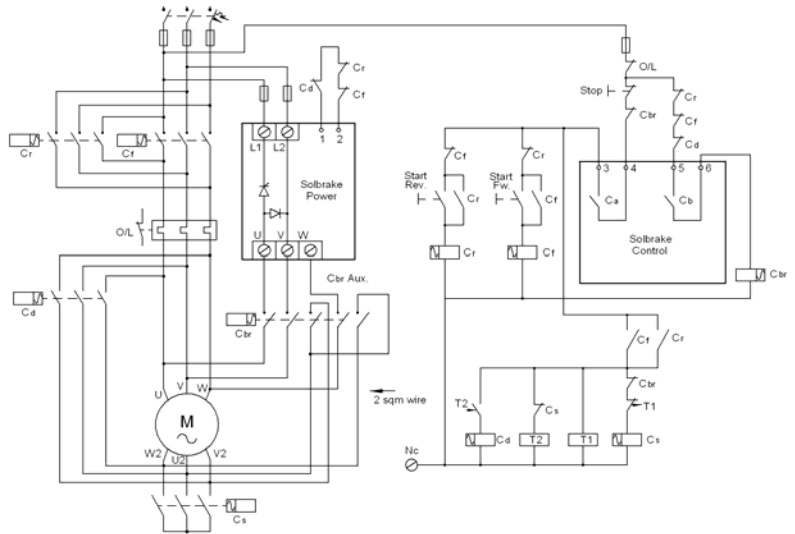 O/L
Stop
Cr
Cf
Cd
Cbr
Cr
Cf
Cd
1 2
L1 L2
Solbrake
Power
U V W
Cr
Cf
O/L
Cd
Cbr Aux.
Cbr
Cf
Cr
Start
Rev.
Cr
Start
Fw.
Cf
Cr
Cf
3 4 5 6
Ca
Cb
Solbrake
Control
Cbr
U V W
M
W2 U2 V2
Cs
2 sqm wire
Cf
Cr
Cbr
T1
T2
Cs
Cd
T2
T1
Cs
Nc